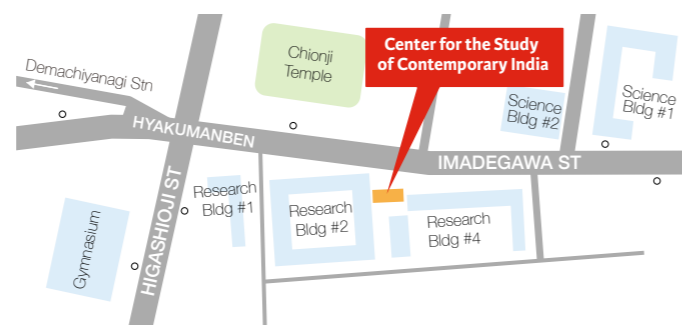 Center for the Study
of Contemporary India
Chionji
Temple
Demachiyanagi Stn
Science
Bldg #1
Science
Bldg #2
HYAKUMANBEN
IMADEGAWA ST
Research
Bldg #1
Research
Bldg #2
Research
Bldg #4
Gymnasium
HIGASHIOJI ST